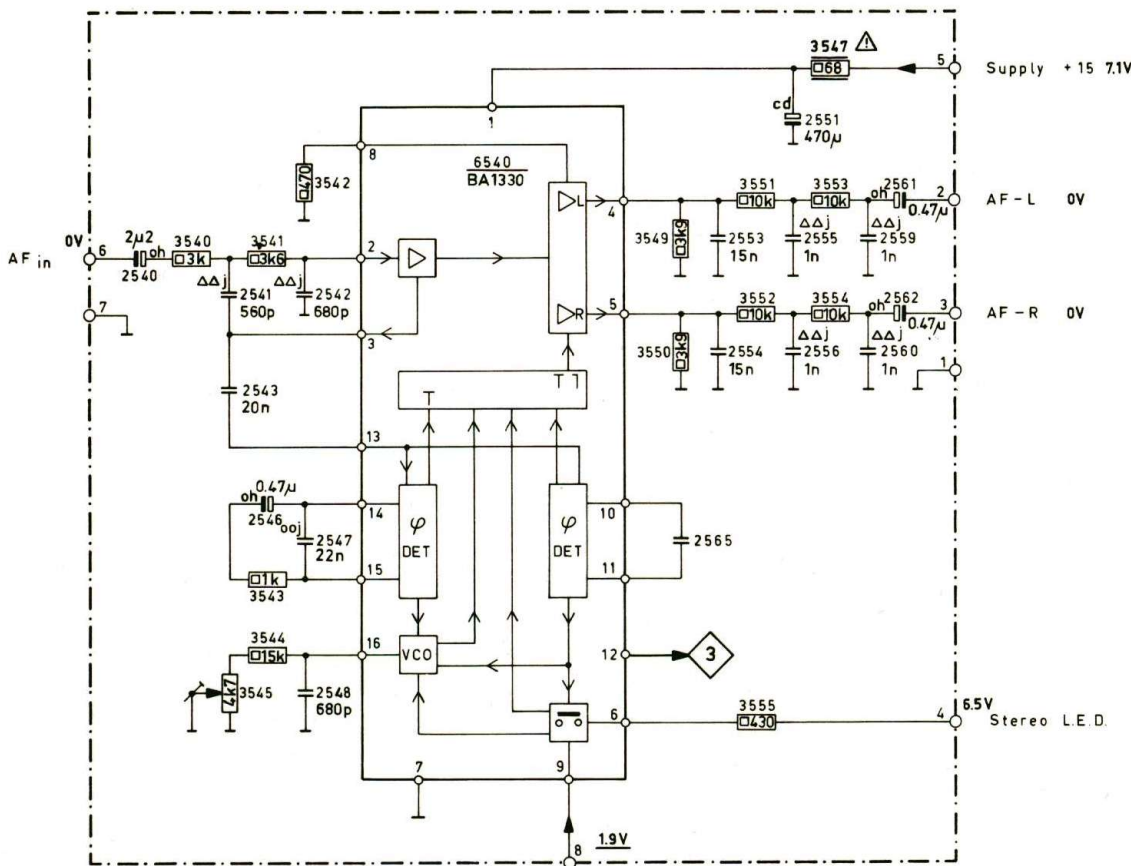 3547
68
5
Supply +15 7.1V
cd
2551
470µ
1
8
470
3542
6540
BA1330
L
4
3551
10k
3553
10k
oh
2561
2
AF-L 0V
0.47µ
3549
3k9
2553
15n
ΔΔj
2555
1n
ΔΔj
2559
1n
AF in
0V
6
2µ2
oh
2540
3540
3k
3541
3k6
2
ΔΔj
2541
560p
ΔΔj
2542
680p
7
3
R
5
3552
10k
3554
10k
oh
2562
3
AF-R 0V
0.47µ
3550
3k9
2554
15n
ΔΔj
2556
1n
ΔΔj
2560
1n
1
2543
20n
13
0.47µ
oh
2546
ooj
2547
22n
14
φ
DET
φ
DET
10
2565
15
11
1k
3543
3544
15k
16
VCO
12
3
4k7
3545
2548
680p
6
3555
430
6.5V
4
Stereo L.E.D.
7
9
1.9V
8